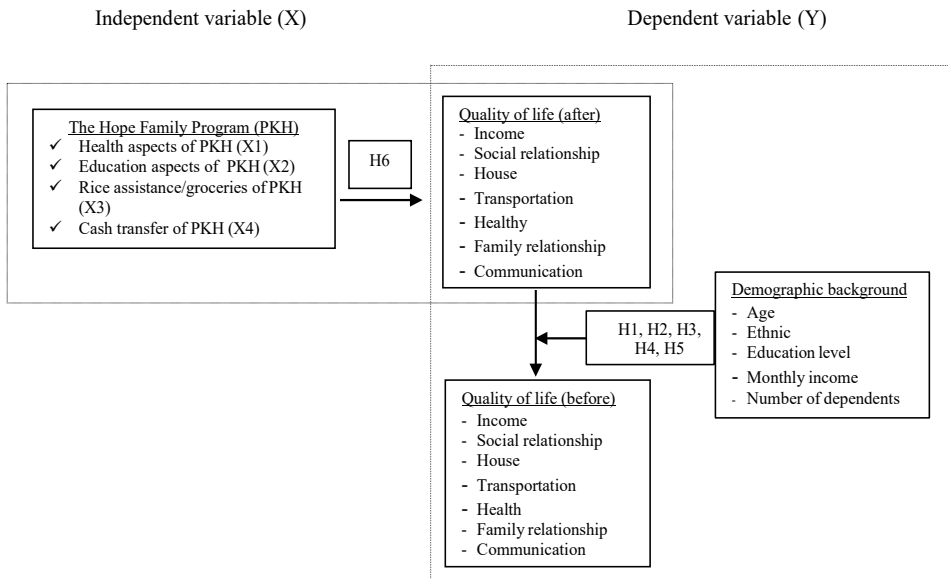 Independent variable (X)
Dependent variable (Y)
The Hope Family Program (PKH)
✓ Health aspects of PKH (X1)
✓ Education aspects of PKH (X2)
✓ Rice assistance/groceries of PKH
(X3)
✓ Cash transfer of PKH (X4)
H6
Quality of life (after)
- Income
- Social relationship
- House
- Transportation
- Healthy
- Family relationship
- Communication
H1, H2, H3,
H4, H5
Demographic background
- Age
- Ethnic
- Education level
- Monthly income
- Number of dependents
Quality of life (before)
- Income
- Social relationship
- House
- Transportation
- Health
- Family relationship
- Communication